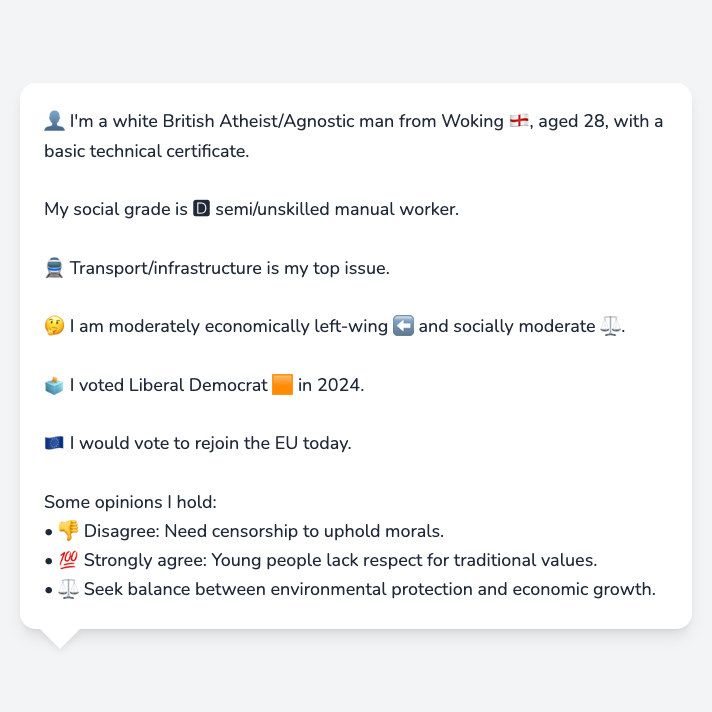 👤 I'm a white British Atheist/Agnostic man from Woking 🏴󠁧󠁢󠁥󠁮󠁧󠁿, aged 28, with a
basic technical certificate.
My social grade is 🅳 semi/unskilled manual worker.
🚆 Transport/infrastructure is my top issue.
🤔 I am moderately economically left-wing ⬅️ and socially moderate ⚖️.
🗳️ I voted Liberal Democrat 🟧 in 2024.
🇪🇺 I would vote to rejoin the EU today.
Some opinions I hold:
• 👎 Disagree: Need censorship to uphold morals.
• 💯 Strongly agree: Young people lack respect for traditional values.
• ⚖️ Seek balance between environmental protection and economic growth.